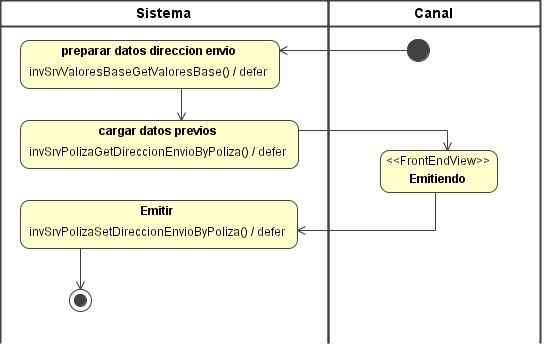 Sistema
Canal
preparar datos direccion envio
invSrvValoresBaseGetValoresBase() / defer
cargar datos previos
invSrvPolizaGetDireccionEnvioByPoliza() / defer
<<FrontEndView>>
Emitiendo
Emitir
invSrvPolizaSetDireccionEnvioByPoliza() / defer